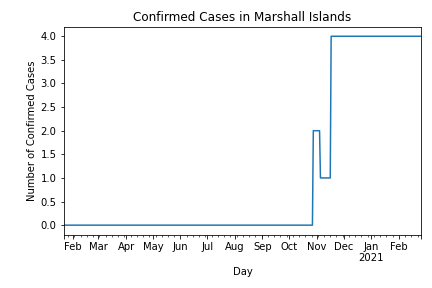 Confirmed Cases in Marshall Islands
Number of Confirmed Cases
4.0
3.5
3.0
2.5
2.0
1.5
1.0
0.5
0.0
Feb Mar Apr May Jun Jul Aug Sep Oct Nov Dec Jan Feb
2021
Day